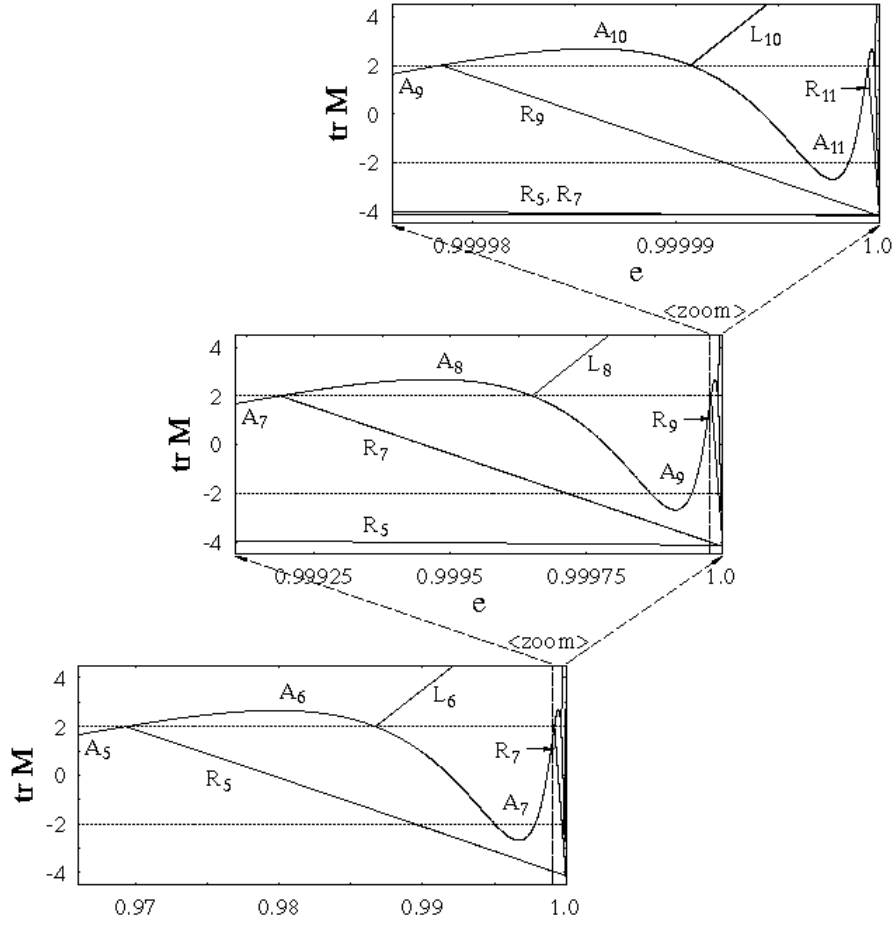 4
2
0
-2
-4
tr M
A9
A10
L10
R9
R11
A11
R5, R7
0.99998
0.99999
1.0
e
<zoom>
4
2
0
-2
-4
tr M
A7
A8
L8
R7
R9
A9
R5
0.99925
0.9995
0.99975
1.0
e
<zoom>
4
2
0
-2
-4
tr M
A5
A6
L6
R5
R7
A7
0.97
0.98
0.99
1.0